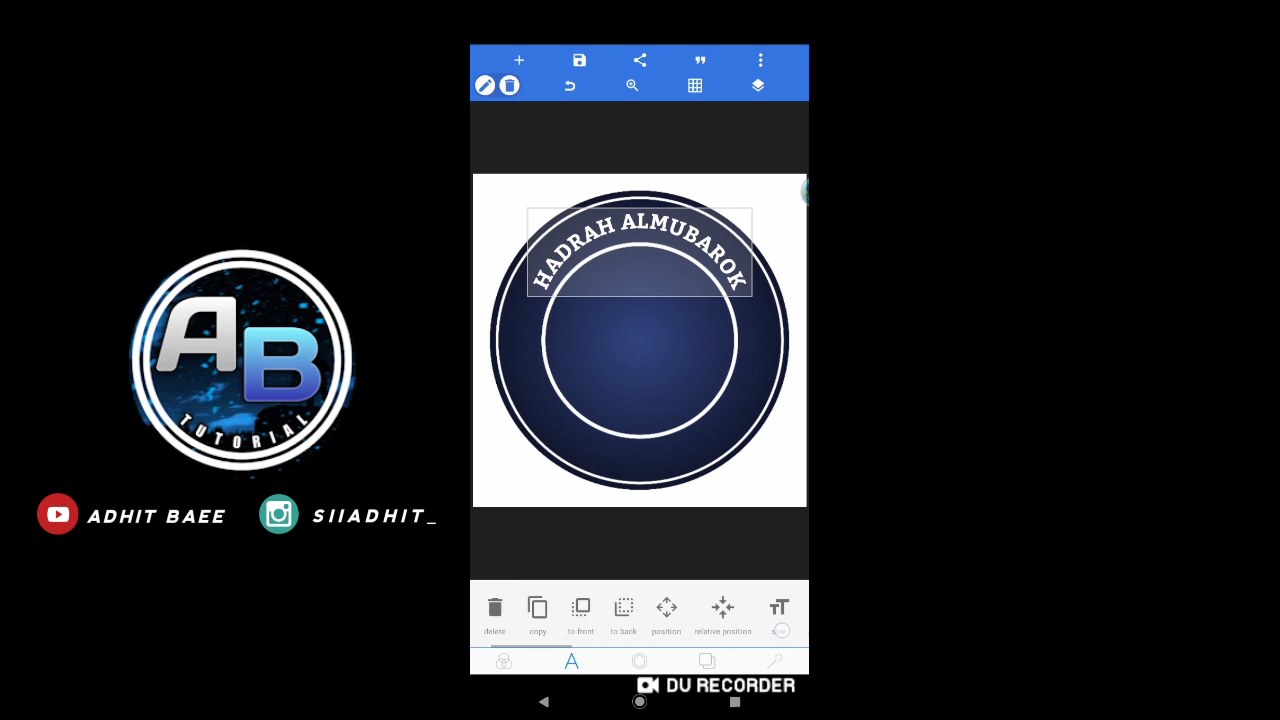 HADRAH ALMUBAROK
AB
TUTORIAL
ADHIT BAEE
SIIADHIT_
delete
copy
to front
to back
position
relative position
A
DU RECORDER